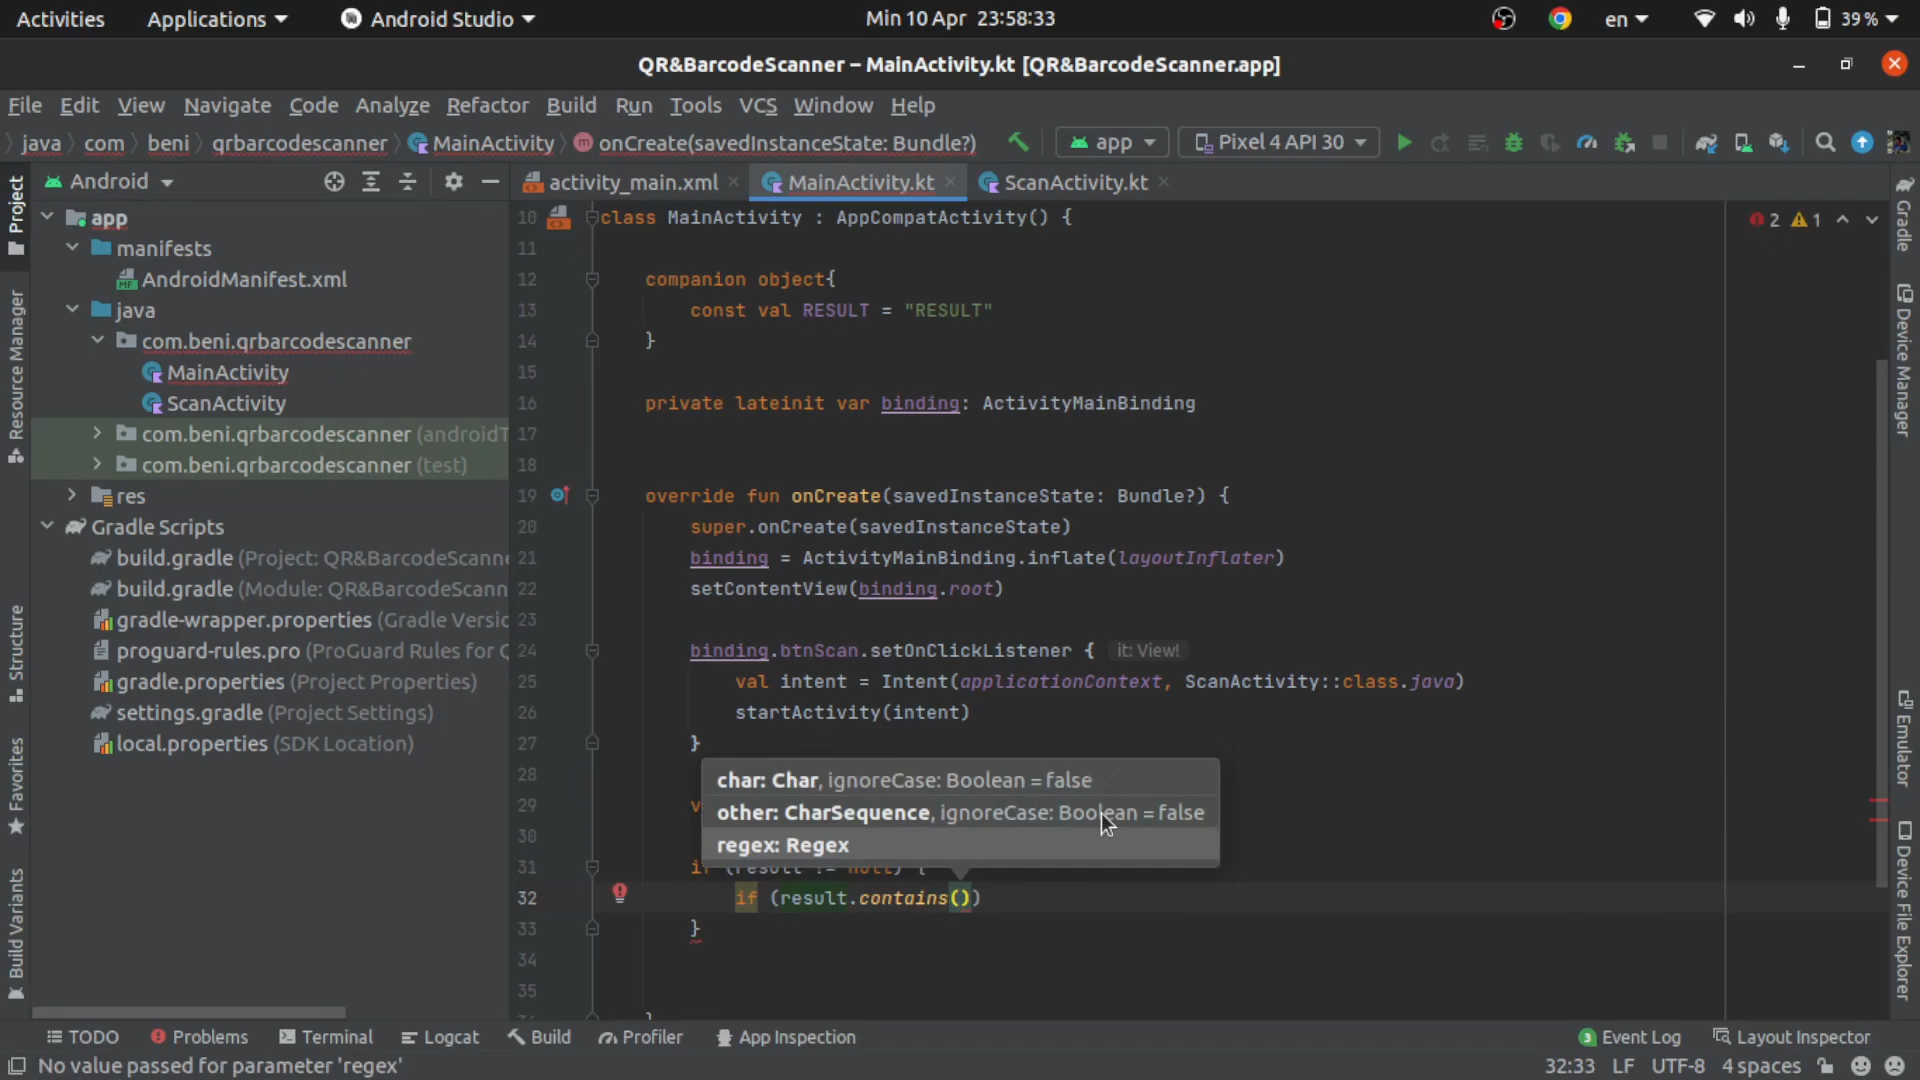 Activities Applications Android Studio Min 10 Apr 23:58:33 en 39 %
QR&BarcodeScanner – MainActivity.kt [QR&BarcodeScanner.app]
File Edit View Navigate Code Analyze Refactor Build Run Tools VCS Window Help
java com beni qrbarcodescanner MainActivity onCreate(savedInstanceState: Bundle?) app Pixel 4 API 30
Android activity_main.xml MainActivity.kt ScanActivity.kt
Project
Resource Manager
Structure
Favorites
Build Variants
app
manifests
AndroidManifest.xml
java
com.beni.qrbarcodescanner
MainActivity
ScanActivity
com.beni.qrbarcodescanner (androidT
com.beni.qrbarcodescanner (test)
res
Gradle Scripts
build.gradle (Project: QR&BarcodeScanne
build.gradle (Module: QR&BarcodeScann
gradle-wrapper.properties (Gradle Versic
proguard-rules.pro (ProGuard Rules for Q
gradle.properties (Project Properties)
settings.gradle (Project Settings)
local.properties (SDK Location)
2 1
10 class MainActivity : AppCompatActivity() {
11
12 companion object{
13 const val RESULT = "RESULT"
14 }
15
16 private lateinit var binding: ActivityMainBinding
17
18
19 override fun onCreate(savedInstanceState: Bundle?) {
20 super.onCreate(savedInstanceState)
21 binding = ActivityMainBinding.inflate(layoutInflater)
22 setContentView(binding.root)
23
24 binding.btnScan.setOnClickListener { it: View!
25 val intent = Intent(applicationContext, ScanActivity::class.java)
26 startActivity(intent)
27 }
28
char: Char, ignoreCase: Boolean = false
29 v
other: CharSequence, ignoreCase: Boolean = false
30
regex: Regex
31 if (result != null) {
32 if (result.contains())
33 }
34
35
}
Gradle
Device Manager
Emulator
Device File Explorer
TODO Problems Terminal Logcat Build Profiler App Inspection 3 Event Log Layout Inspector
No value passed for parameter 'regex' 32:33 LF UTF-8 4 spaces